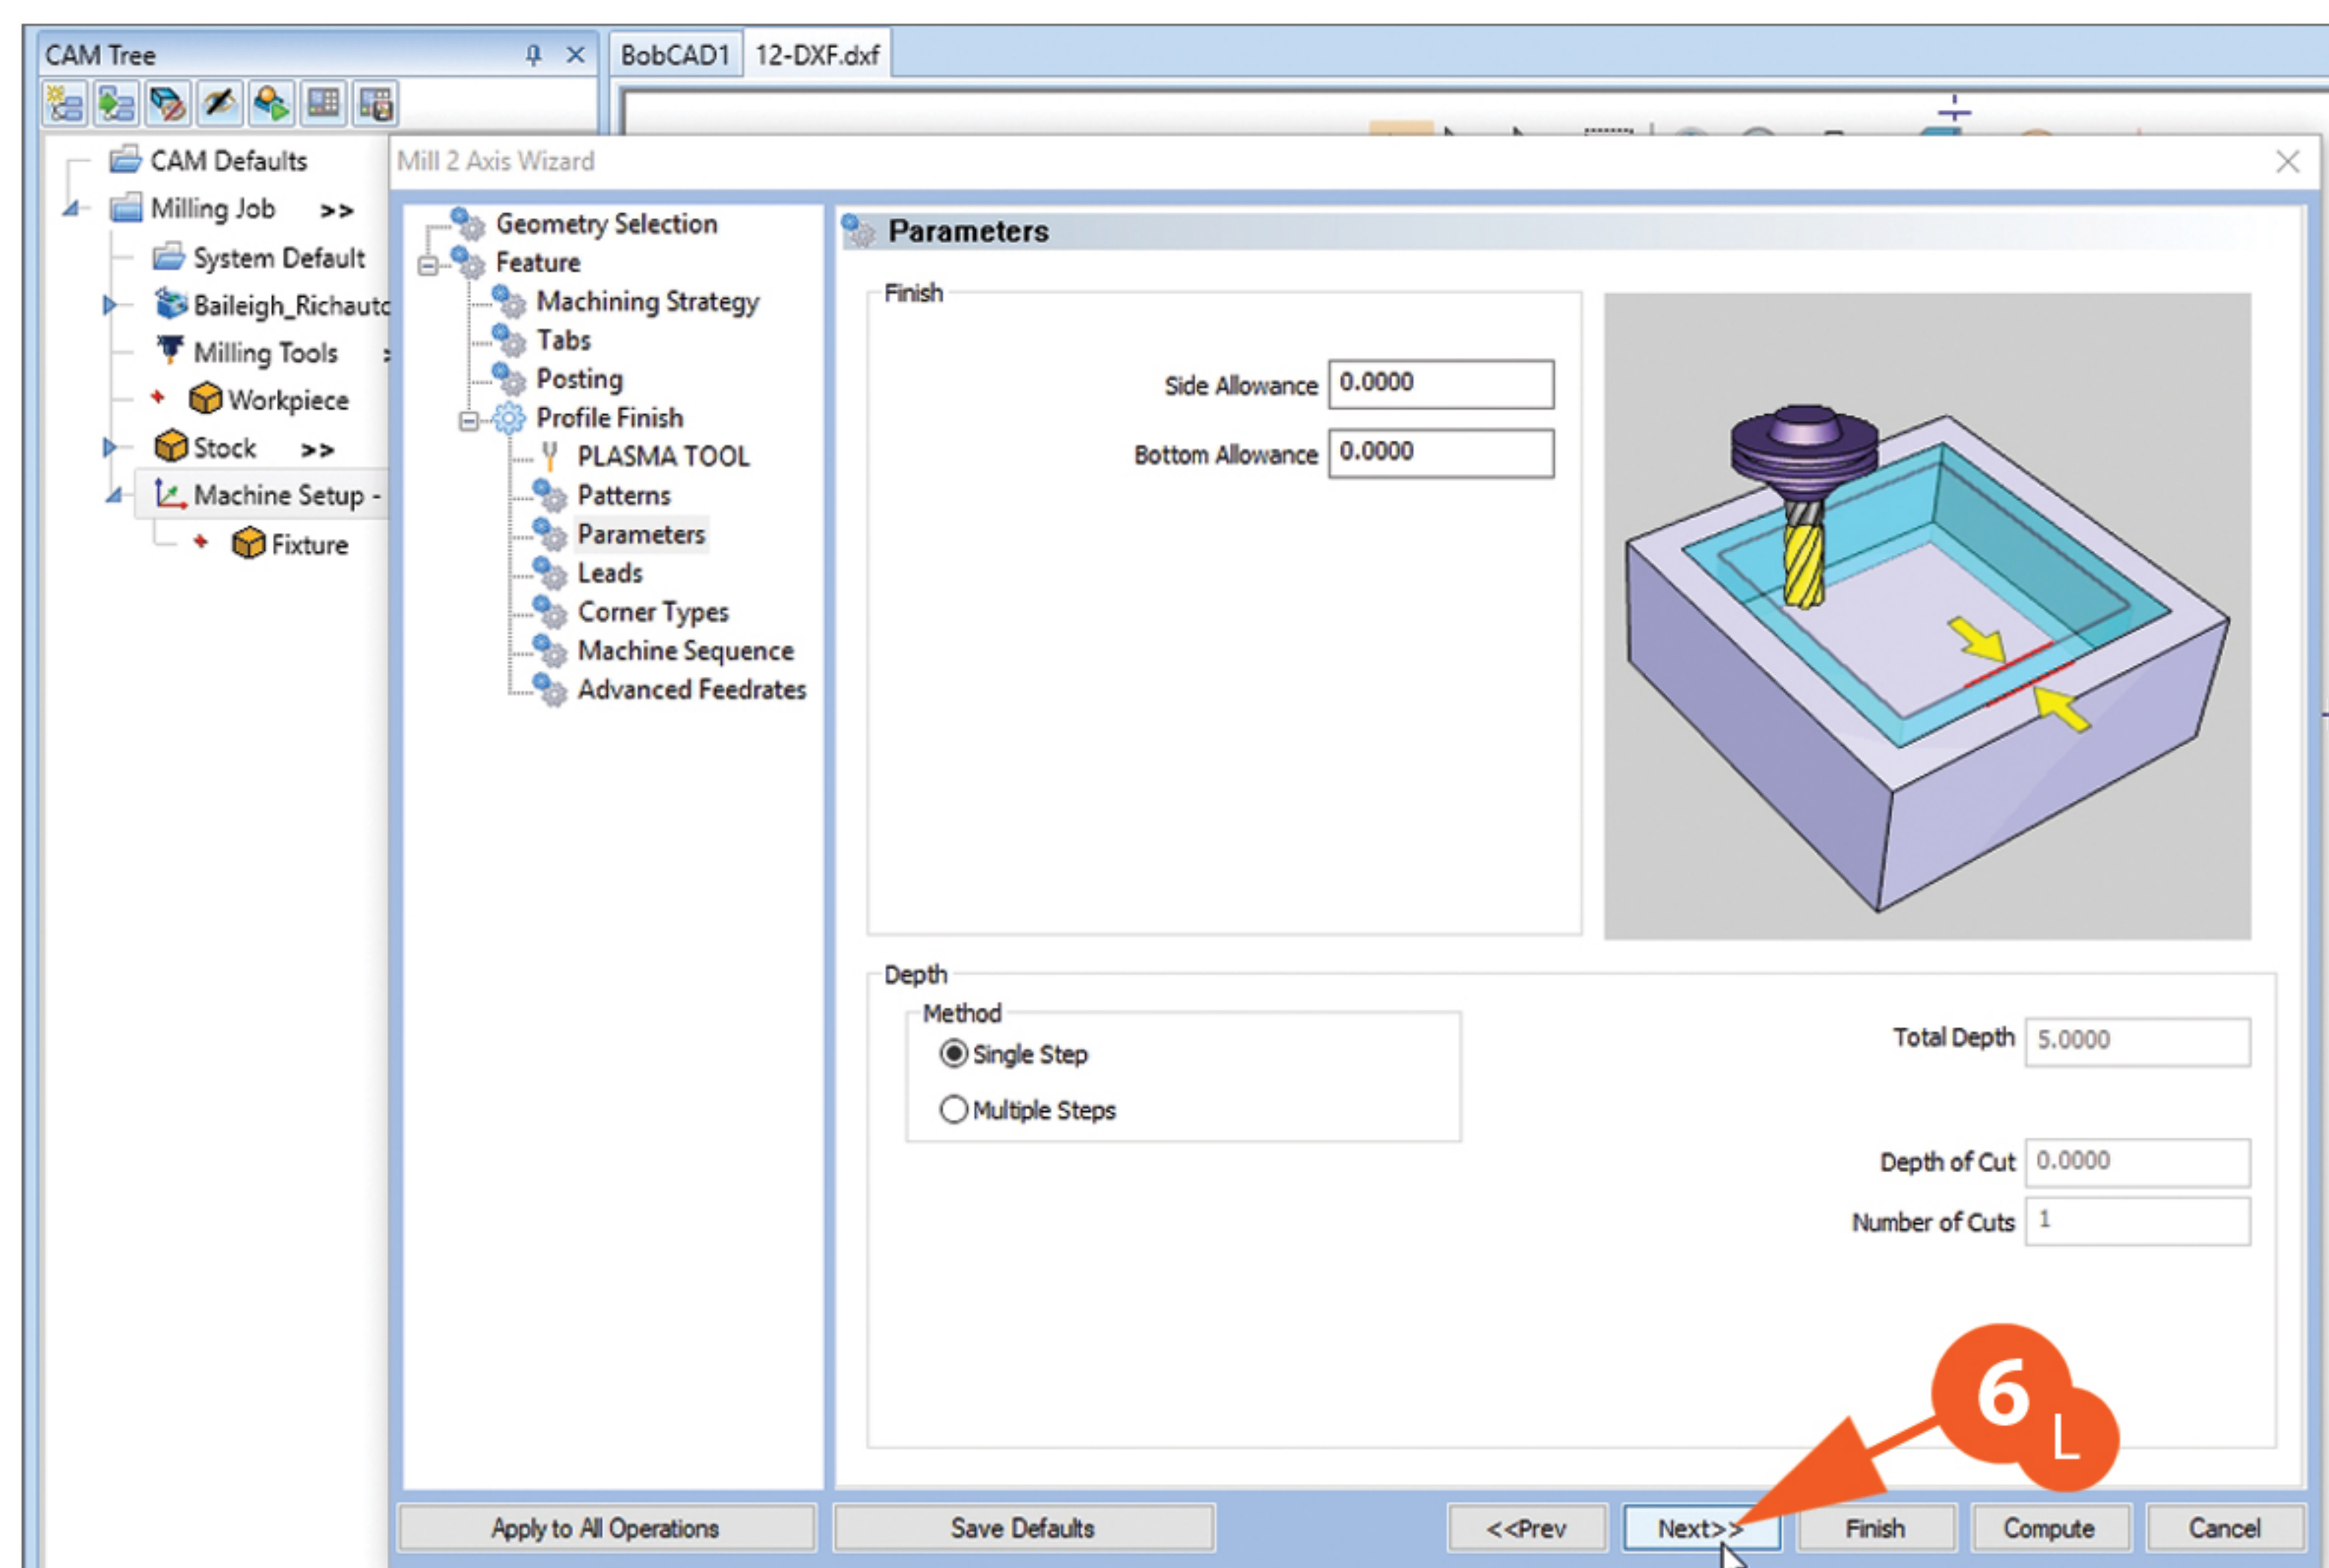 CAM Tree
BobCAD1
12-DXF.dxf
CAM Defaults
Milling Job >>
System Default
Baileigh_Richauto
Milling Tools
Workpiece
Stock >>
Machine Setup -
Fixture
Mill 2 Axis Wizard
Geometry Selection
Feature
Machining Strategy
Tabs
Posting
Profile Finish
PLASMA TOOL
Patterns
Parameters
Leads
Corner Types
Machine Sequence
Advanced Feedrates
Parameters
Finish
Side Allowance 0.0000
Bottom Allowance 0.0000
Depth
Method
Single Step
Multiple Steps
Total Depth 5.0000
Depth of Cut 0.0000
Number of Cuts 1
6
L
Apply to All Operations
Save Defaults
<<Prev
Next>>
Finish
Compute
Cancel